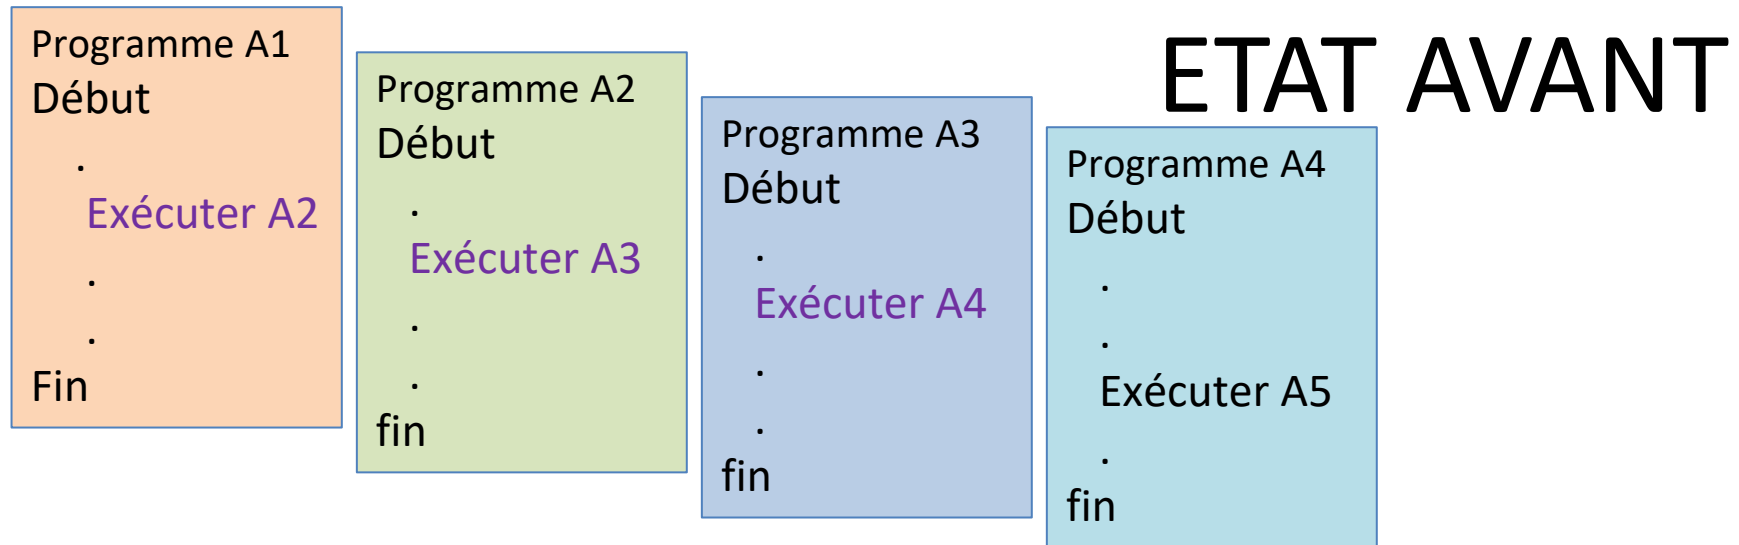 ETAT AVANT
Programme A1
Début
.
Exécuter A2
.
.
Fin
Programme A2
Début
.
Exécuter A3
.
.
fin
Programme A3
Début
.
Exécuter A4
.
.
fin
Programme A4
Début
.
.
Exécuter A5
.
fin